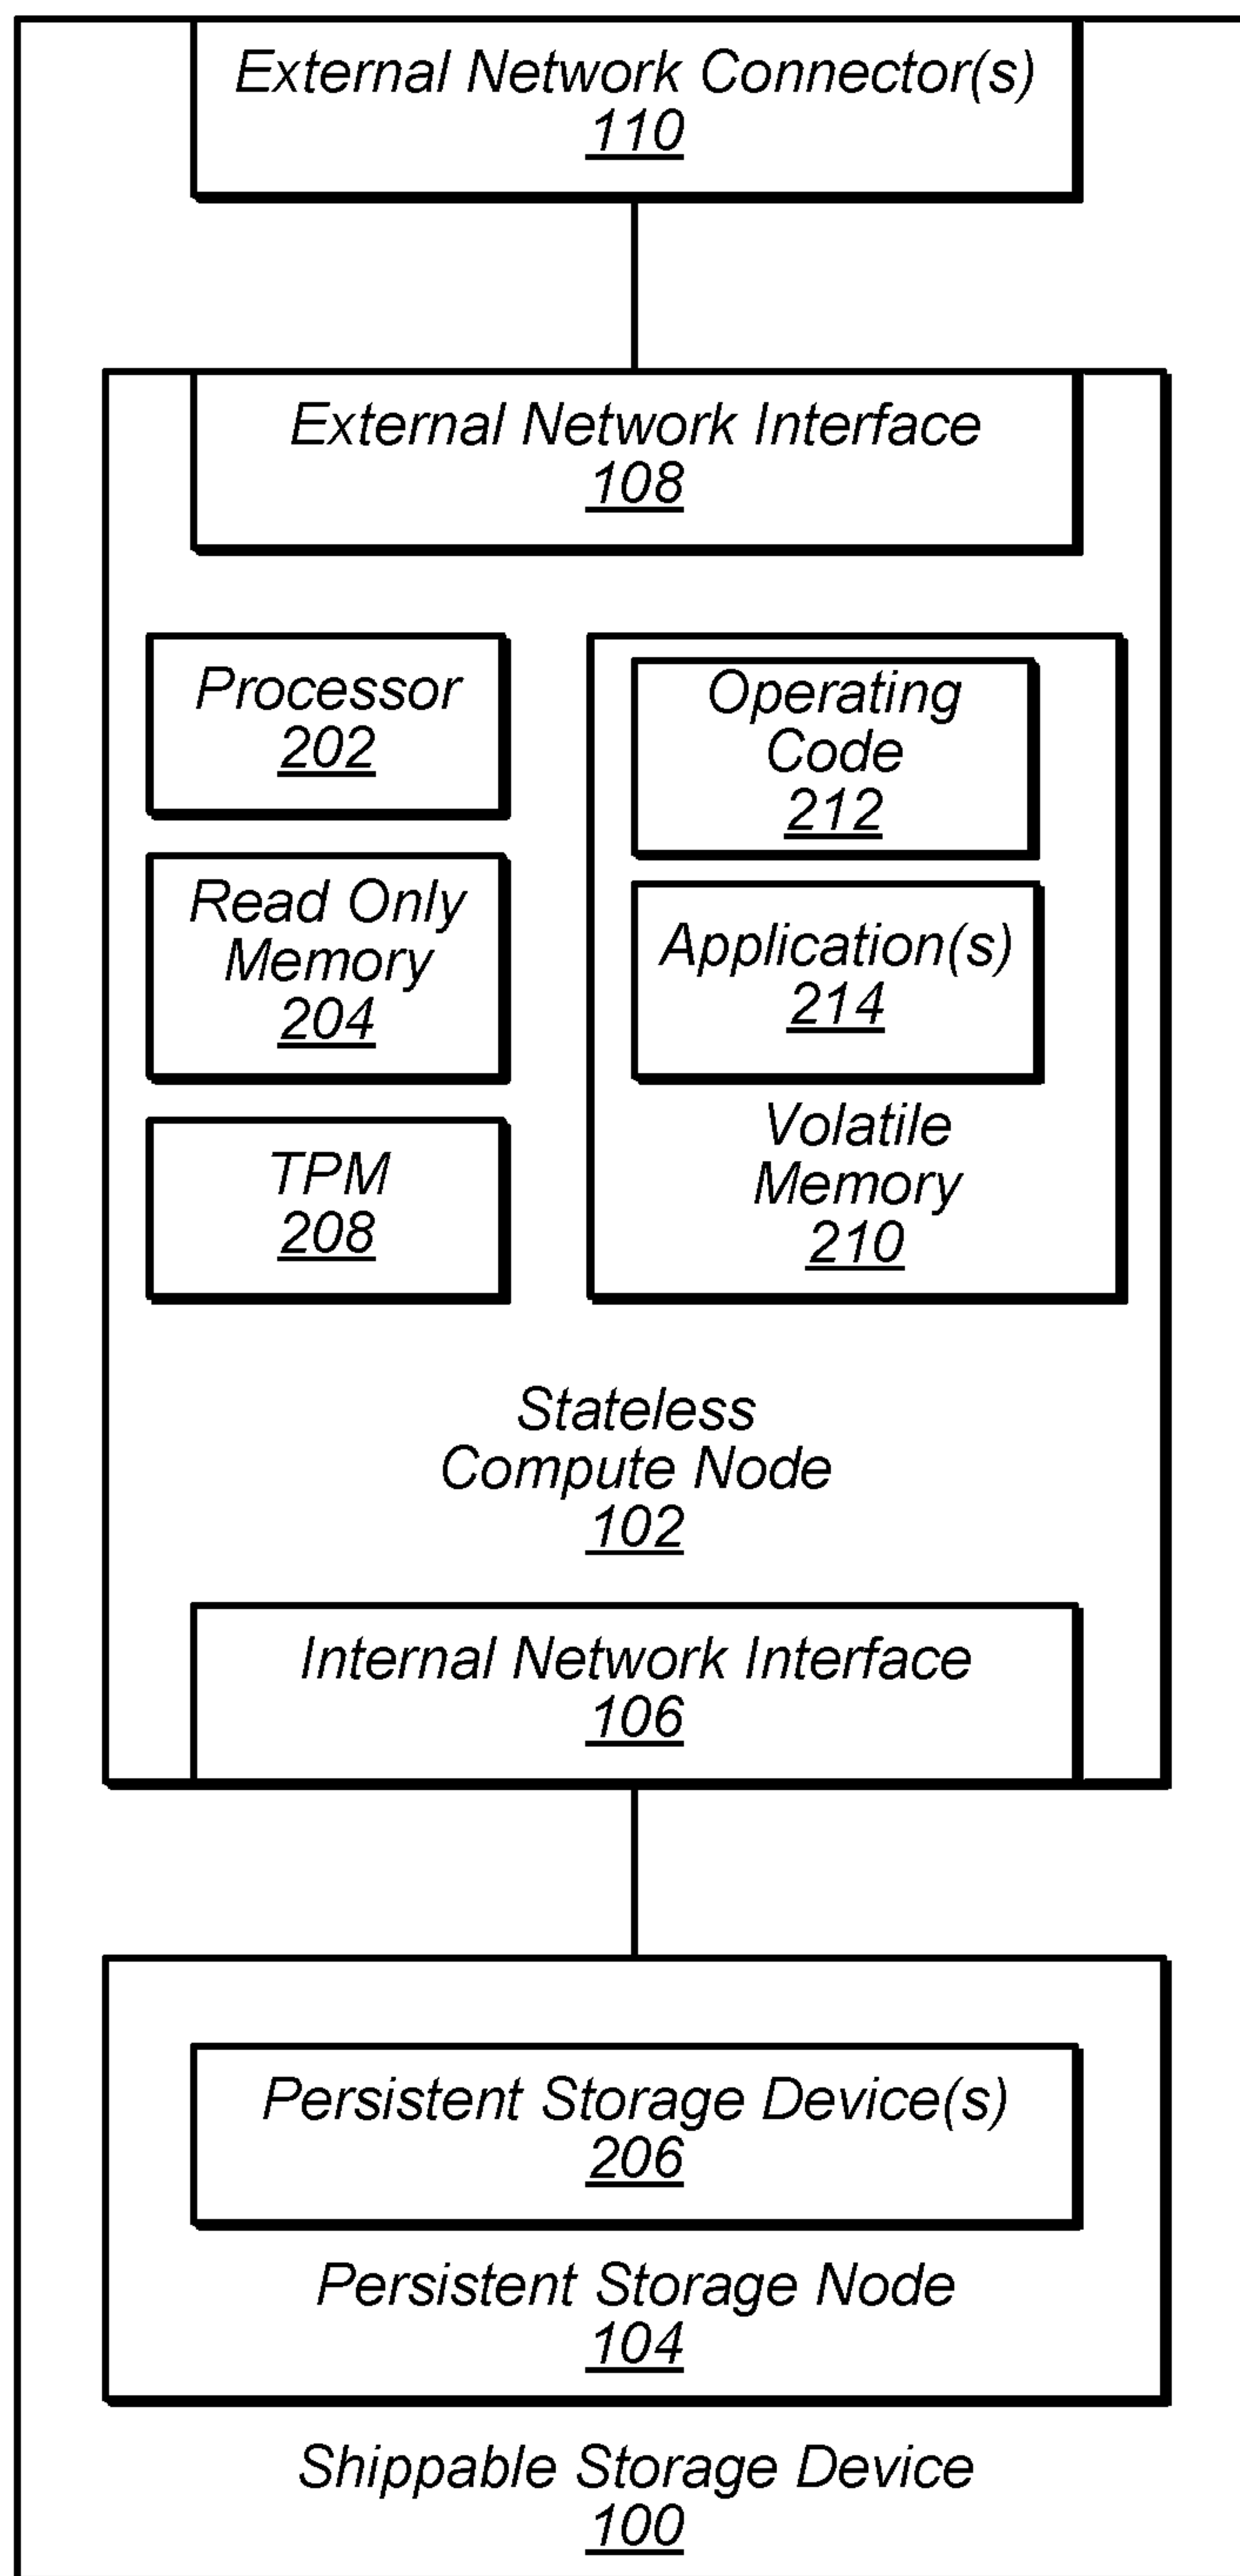 External Network Connector(s)
110
External Network Interface
108
Processor
202
Read Only
Memory
204
TPM
208
Operating
Code
212
Application(s)
214
Volatile
Memory
210
Stateless
Compute Node
102
Internal Network Interface
106
Persistent Storage Device(s)
206
Persistent Storage Node
104
Shippable Storage Device
100